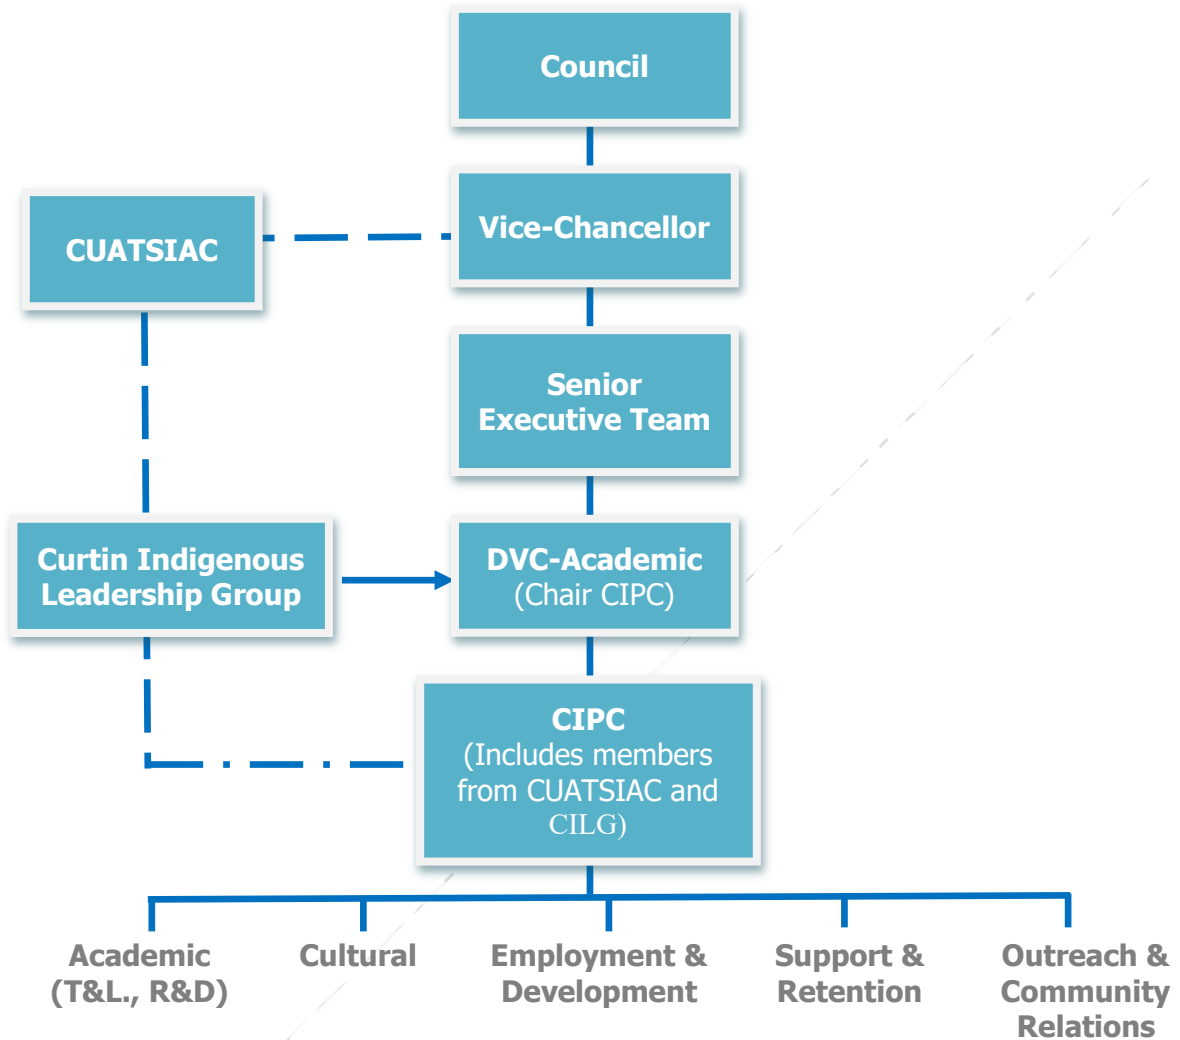 Council
Vice-Chancellor
CUATSIAC
Senior
Executive Team
Curtin Indigenous
Leadership Group
DVC-Academic
(Chair CIPC)
CIPC
(Includes members
from CUATSIAC and
CILG)
Academic
(T&L., R&D)
Cultural
Employment &
Development
Support &
Retention
Outreach &
Community
Relations